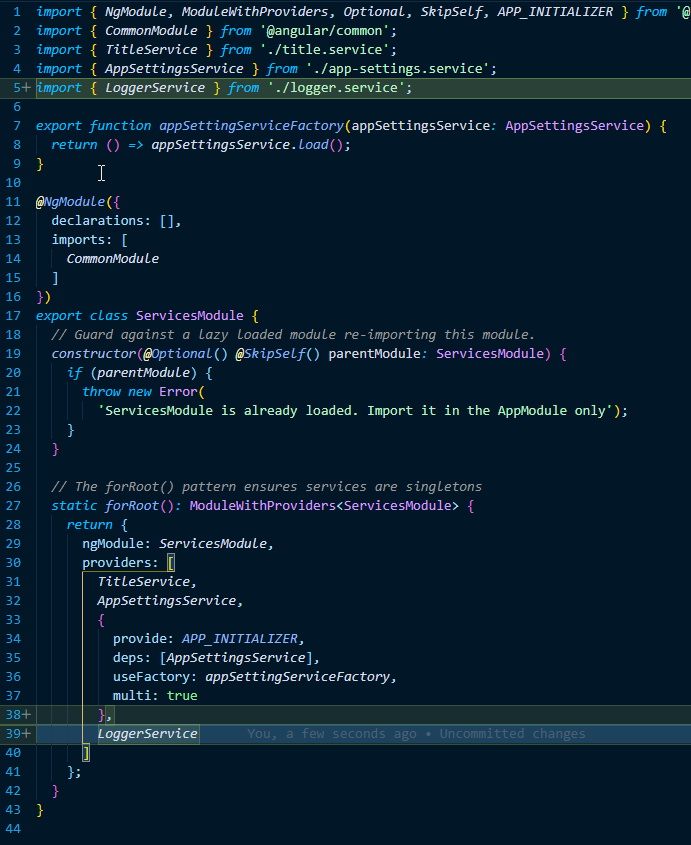 1 import { NgModule, ModuleWithProviders, Optional, SkipSelf, APP_INITIALIZER } from '@
2 import { CommonModule } from '@angular/common';
3 import { TitleService } from './title.service';
4 import { AppSettingsService } from './app-settings.service';
5+ import { LoggerService } from './logger.service';
6
7 export function appSettingServiceFactory(appSettingsService: AppSettingsService) {
8   return () => appSettingsService.load();
9 }
10
11 @NgModule({
12   declarations: [],
13   imports: [
14     CommonModule
15   ]
16 })
17 export class ServicesModule {
18   // Guard against a lazy loaded module re-importing this module.
19   constructor(@Optional() @SkipSelf() parentModule: ServicesModule) {
20     if (parentModule) {
21       throw new Error(
22         'ServicesModule is already loaded. Import it in the AppModule only');
23     }
24   }
25
26   // The forRoot() pattern ensures services are singletons
27   static forRoot(): ModuleWithProviders<ServicesModule> {
28     return {
29       ngModule: ServicesModule,
30       providers: [
31         TitleService,
32         AppSettingsService,
33         {
34           provide: APP_INITIALIZER,
35           deps: [AppSettingsService],
36           useFactory: appSettingServiceFactory,
37           multi: true
38+         },
39+         LoggerService You, a few seconds ago • Uncommitted changes
40       ]
41     };
42   }
43 }
44